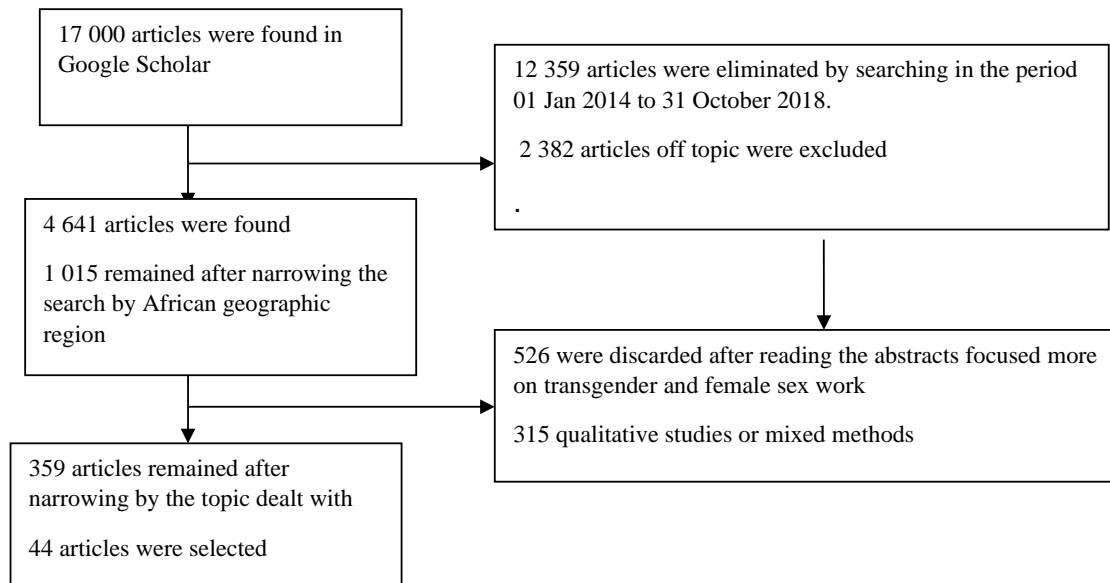 17 000 articles were found in
Google Scholar
12 359 articles were eliminated by searching in the period
01 Jan 2014 to 31 October 2018.
2 382 articles off topic were excluded
.
4 641 articles were found
1 015 remained after narrowing the
search by African geographic
region
526 were discarded after reading the abstracts focused more
on transgender and female sex work
315 qualitative studies or mixed methods
359 articles remained after
narrowing by the topic dealt with
44 articles were selected